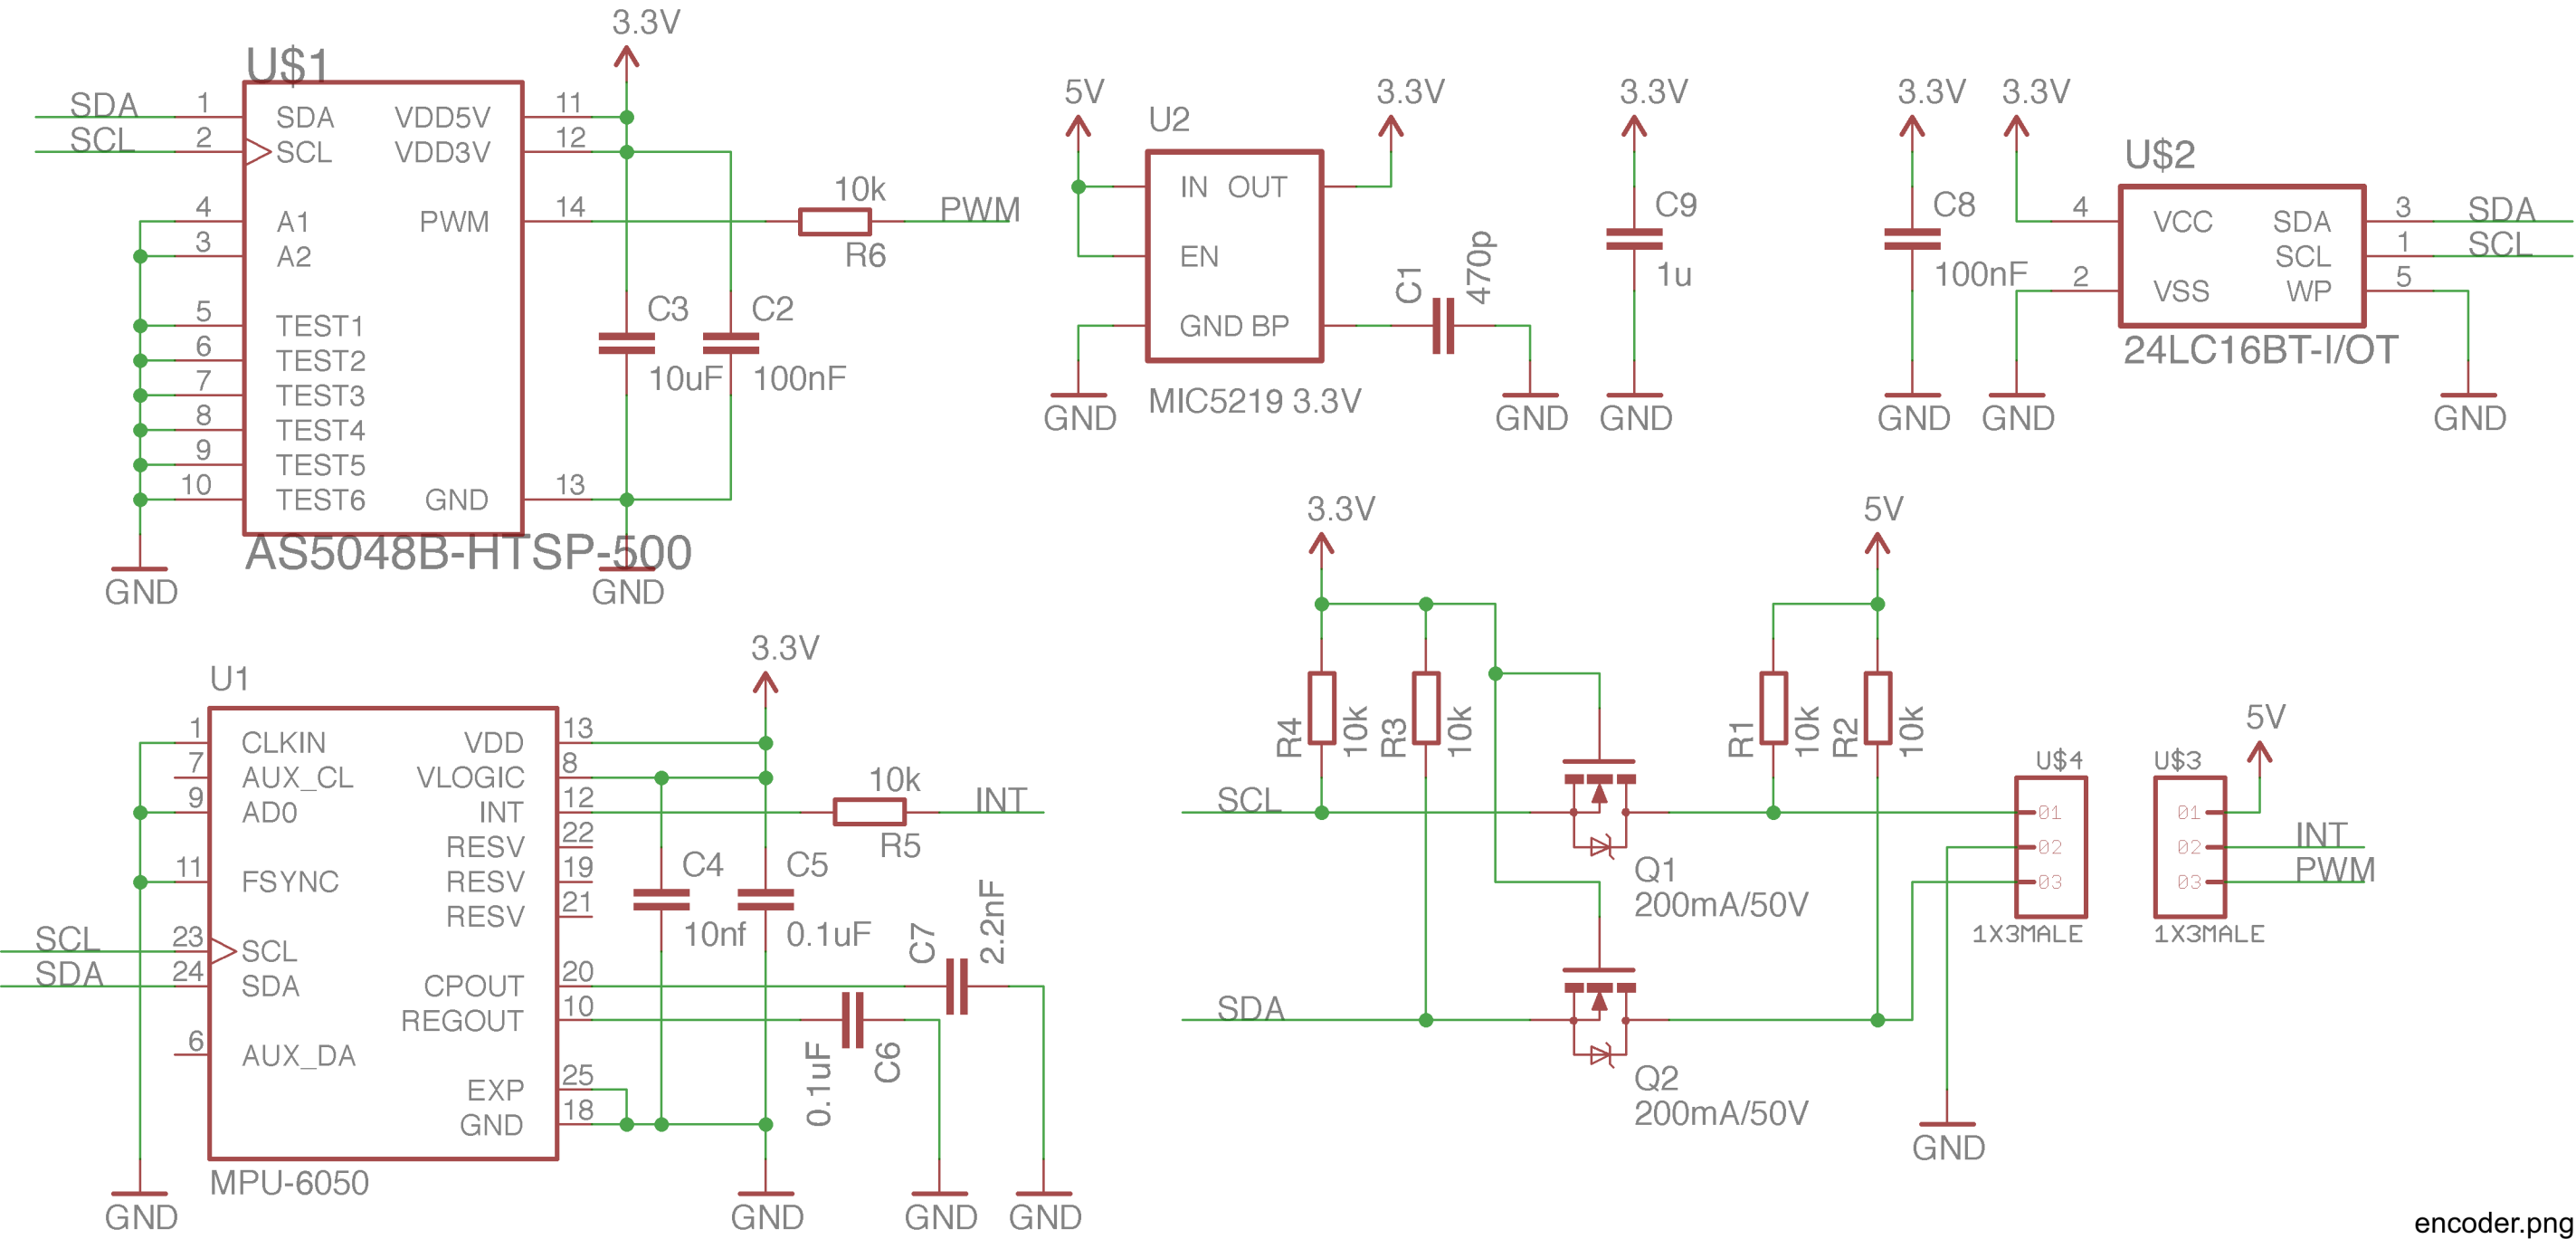 3.3V
U$1
SDA 1 SDA VDD5V 11
SCL 2 SCL VDD3V 12
4 A1 PWM 14 10k PWM
R6
3 A2
5 TEST1
6 TEST2
7 TEST3
8 TEST4
9 TEST5
10 TEST6 GND 13
C3
10uF
C2
100nF
AS5048B-HTSP-500
GND
GND
5V
U2
3.3V
IN OUT
EN
GND BP
C1
470p
MIC5219 3.3V
GND
GND
3.3V
C9
1u
GND
3.3V
C8
100nF
GND
3.3V
U$2
4 VCC SDA 3 SDA
SCL 1 SCL
2 VSS WP 5
24LC16BT-I/OT
GND
GND
3.3V
U1
1 CLKIN VDD 13
7 AUX_CL VLOGIC 8
9 AD0 INT 12 10k INT
R5
RESV 22
11 FSYNC RESV 19
RESV 21
C4
10nf
C5
0.1uF
SCL 23 SCL
SDA 24 SDA CPOUT 20
REGOUT 10
C7
2.2nF
0.1uF
C6
6 AUX_DA
EXP 25
GND 18
MPU-6050
GND
GND
GND
GND
3.3V
5V
R4
10k
R3
10k
R1
10k
R2
10k
SCL
Q1
200mA/50V
SDA
Q2
200mA/50V
U$4
01
02
03
1X3MALE
GND
5V
U$3
01
02 INT
03 PWM
1X3MALE
encoder.png